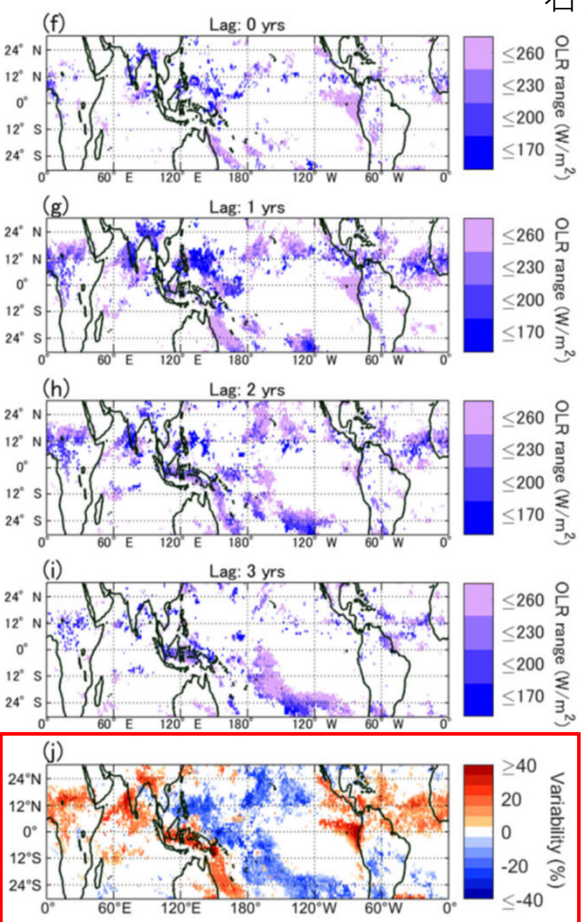 右
(f)
Lag: 0 yrs
24° N
12° N
0°
12° S
24° S
0° 60° E 120° E 180° 120° W 60° W 0°
≤260
≤230
≤200
≤170
OLR range (W/m²)
(g)
Lag: 1 yrs
24° N
12° N
0°
12° S
24° S
0° 60° E 120° E 180° 120° W 60° W 0°
≤260
≤230
≤200
≤170
OLR range (W/m²)
(h)
Lag: 2 yrs
24° N
12° N
0°
12° S
24° S
0° 60° E 120° E 180° 120° W 60° W 0°
≤260
≤230
≤200
≤170
OLR range (W/m²)
(i)
Lag: 3 yrs
24° N
12° N
0°
12° S
24° S
0° 60° E 120° E 180° 120° W 60° W 0°
≤260
≤230
≤200
≤170
OLR range (W/m²)
(j)
24°N
12°N
0°
12°S
24°S
0° 60°E 120°E 180° 120°W 60°W 0°
≥40
20
0
-20
≤-40
Variability (%)